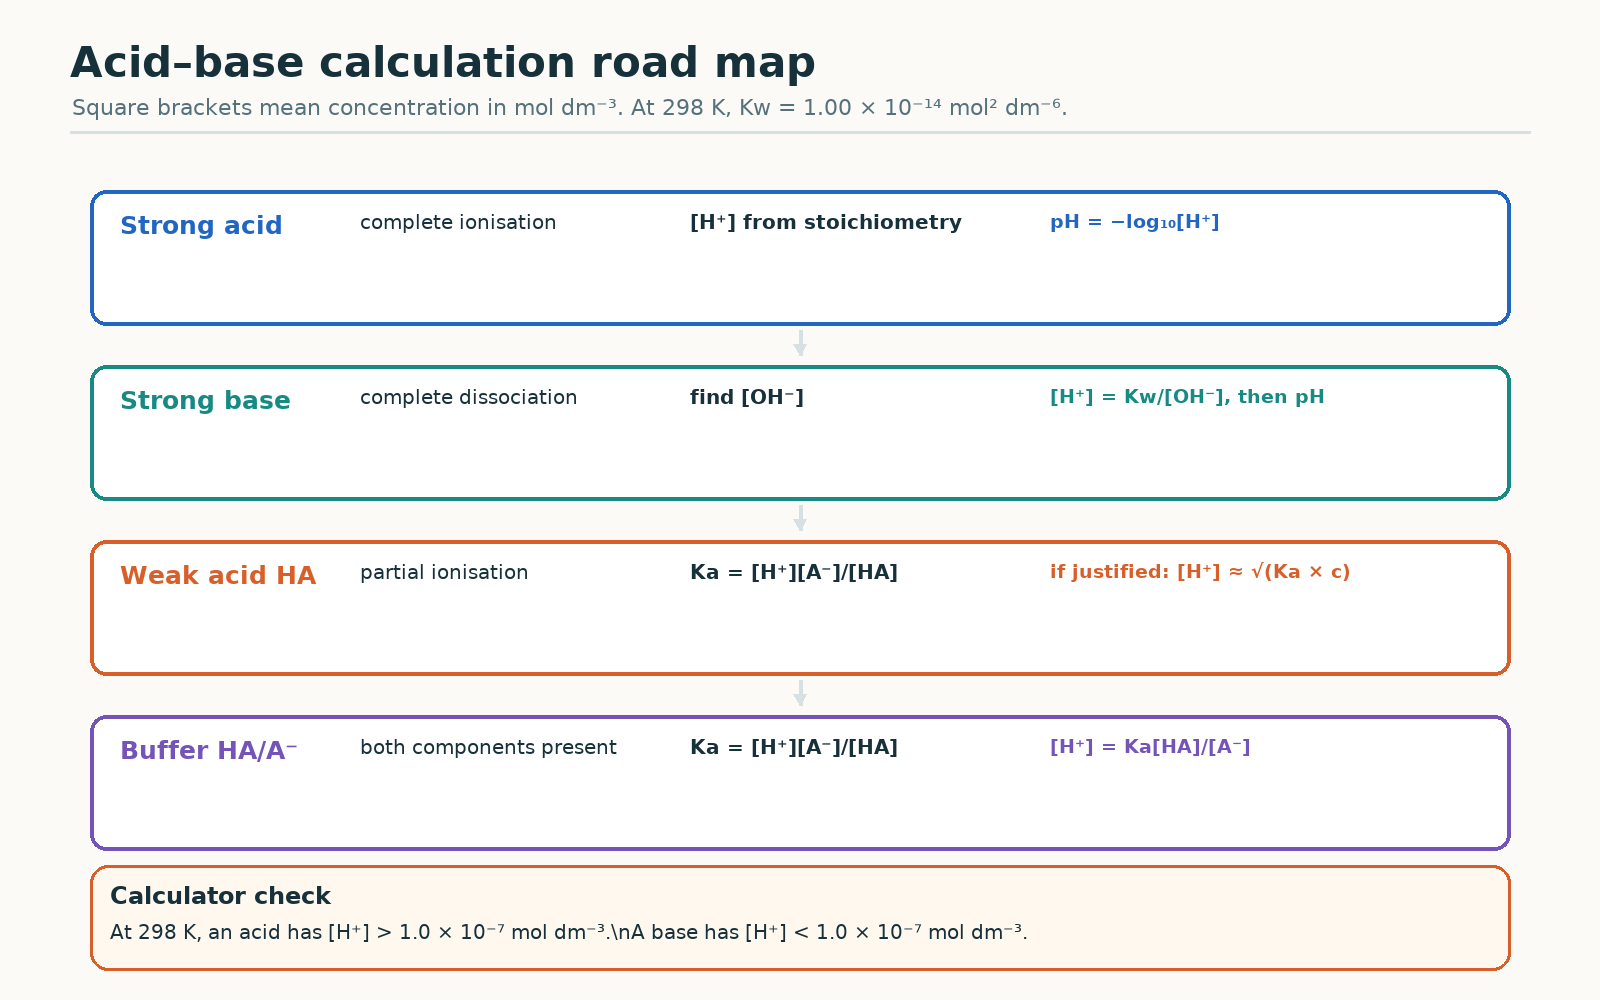 Acid–base calculation road map
Square brackets mean concentration in mol dm⁻³. At 298 K, Kw = 1.00 × 10⁻¹⁴ mol² dm⁻⁶.
Strong acid complete ionisation [H⁺] from stoichiometry pH = −log₁₀[H⁺]
Strong base complete dissociation find [OH⁻] [H⁺] = Kw/[OH⁻], then pH
Weak acid HA partial ionisation Ka = [H⁺][A⁻]/[HA] if justified: [H⁺] ≈ √(Ka × c)
Buffer HA/A⁻ both components present Ka = [H⁺][A⁻]/[HA] [H⁺] = Ka[HA]/[A⁻]
Calculator check
At 298 K, an acid has [H⁺] > 1.0 × 10⁻⁷ mol dm⁻³.\nA base has [H⁺] < 1.0 × 10⁻⁷ mol dm⁻³.